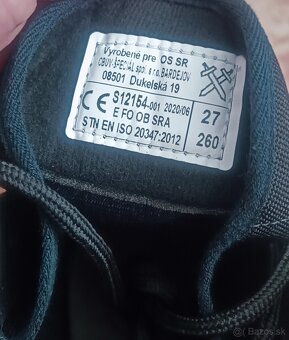 Vyrobené pre OS SR
OBUV-ŠPECIÁL spol. s r.o. BARDEJOV
08501 Dukelská 19
CE S12154-001 2020/06
E FO OB SRA
STN EN ISO 20347:2012
27
260
Bazos.sk